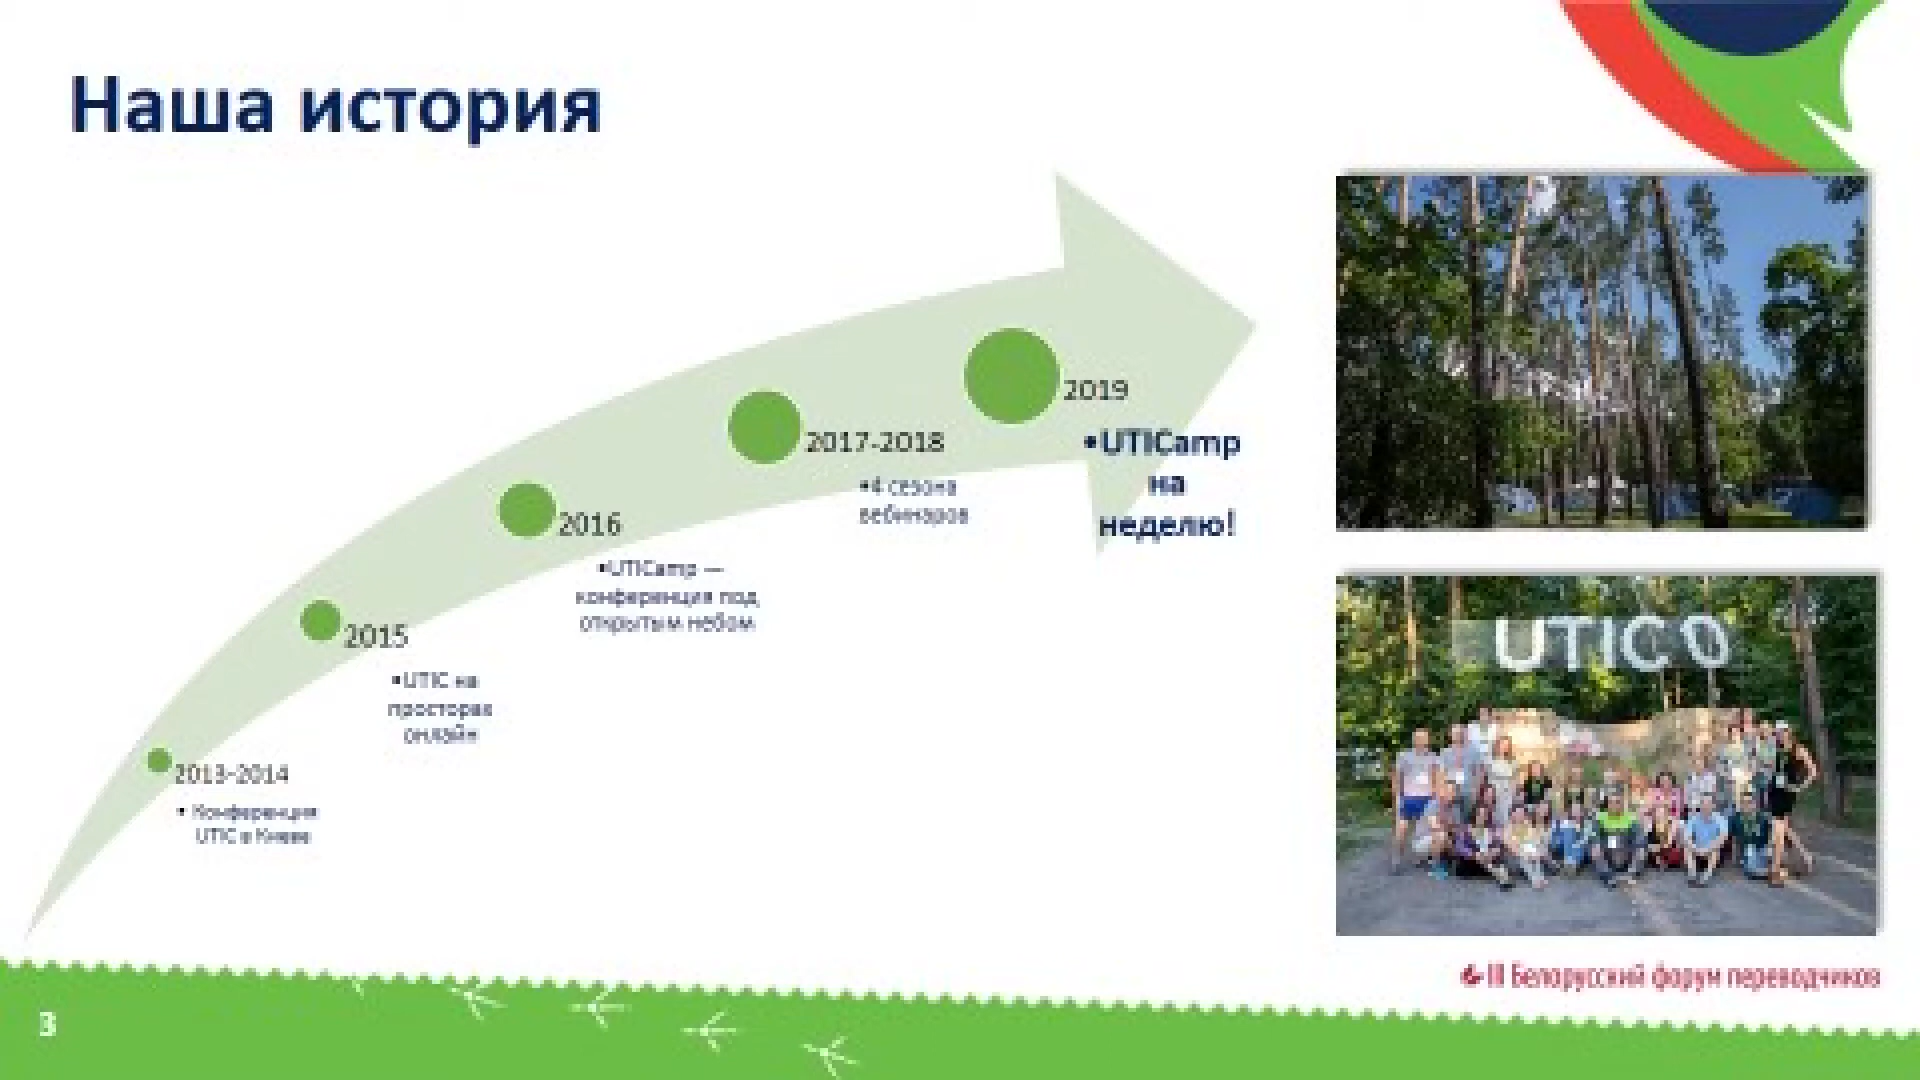 Наша история
2019
•UTICamp
на
неделю!
2017-2018
•4 сезона
вебинаров
2016
•UTICamp —
конференция под
открытым небом
2015
•UTIC на
просторах
онлайн
2013-2014
• Конференция
UTIC в Киеве
UTIC
III Белорусский форум переводчиков
3